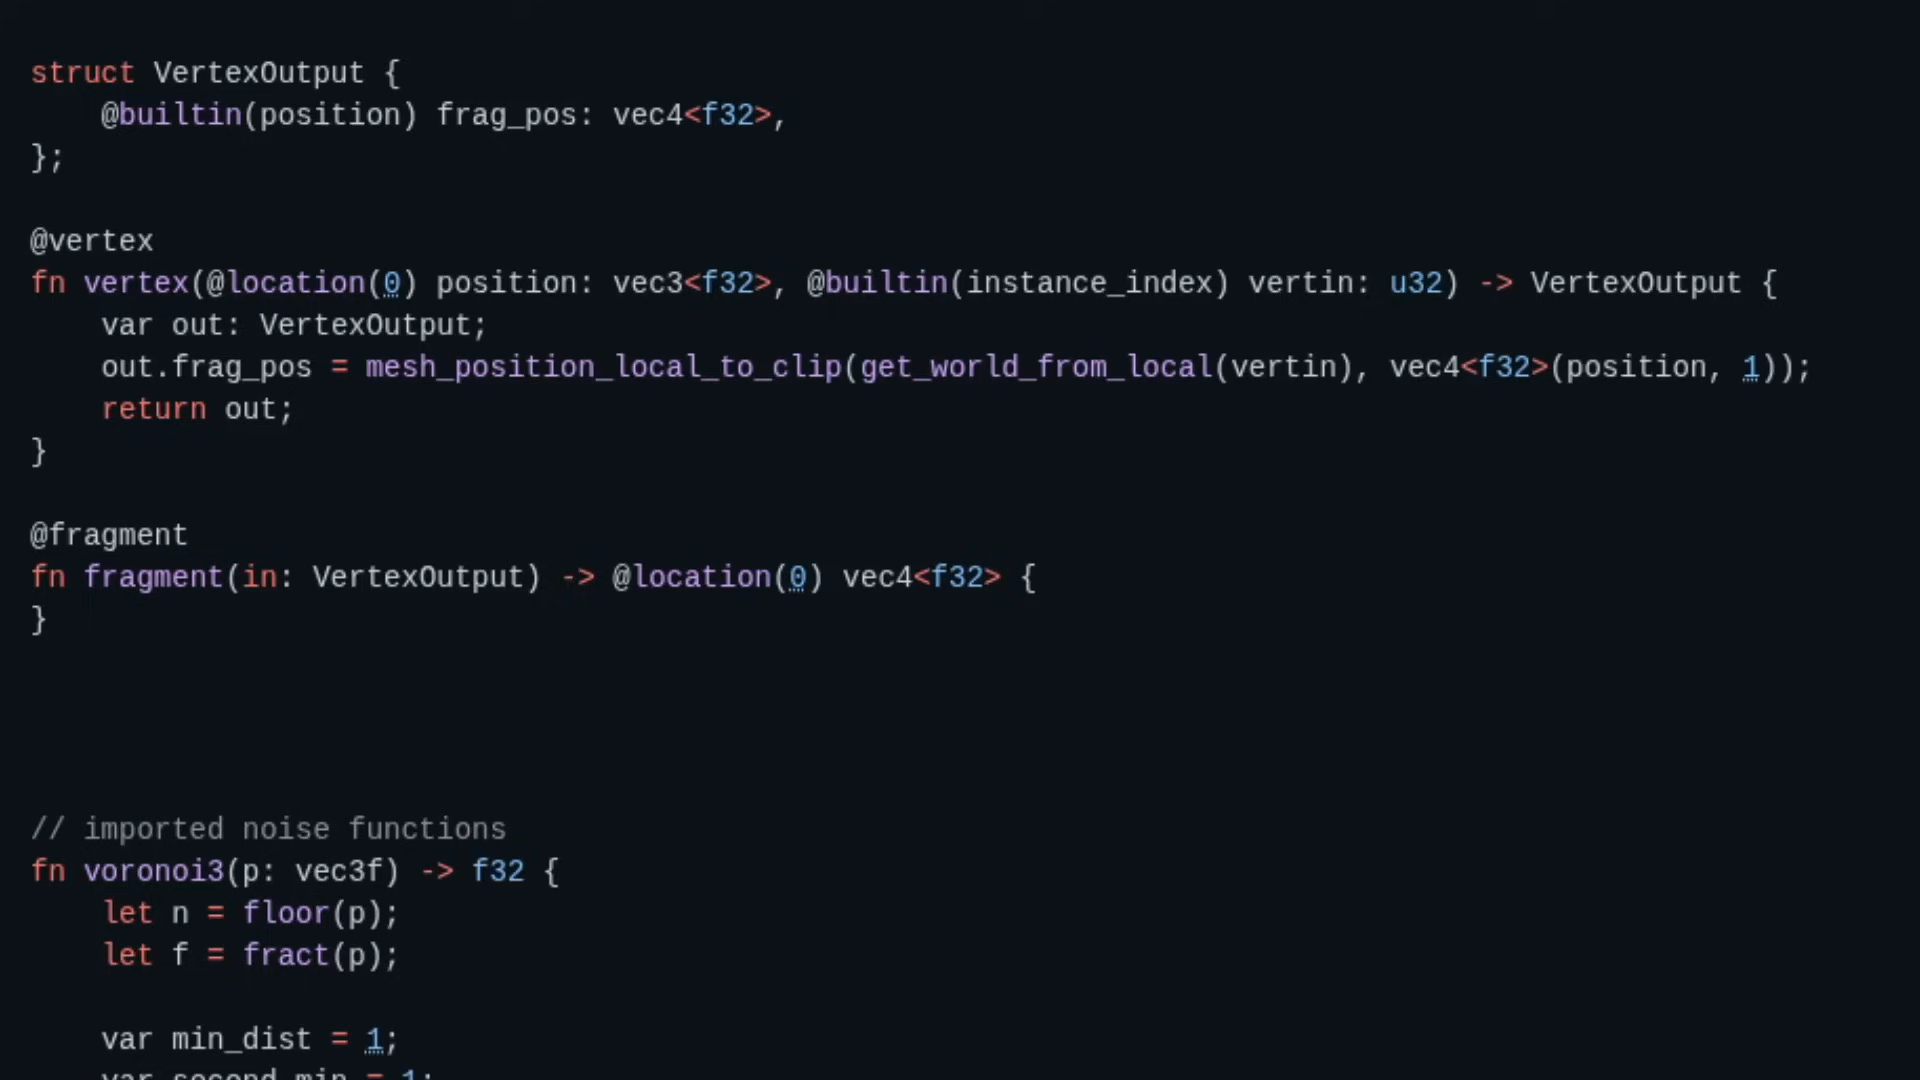 struct VertexOutput {
    @builtin(position) frag_pos: vec4<f32>,
};
@vertex
fn vertex(@location(0) position: vec3<f32>, @builtin(instance_index) vertin: u32) -> VertexOutput {
    var out: VertexOutput;
    out.frag_pos = mesh_position_local_to_clip(get_world_from_local(vertin), vec4<f32>(position, 1));
    return out;
}
@fragment
fn fragment(in: VertexOutput) -> @location(0) vec4<f32> {
}
// imported noise functions
fn voronoi3(p: vec3f) -> f32 {
    let n = floor(p);
    let f = fract(p);
    var min_dist = 1;
    var second_min = 1;